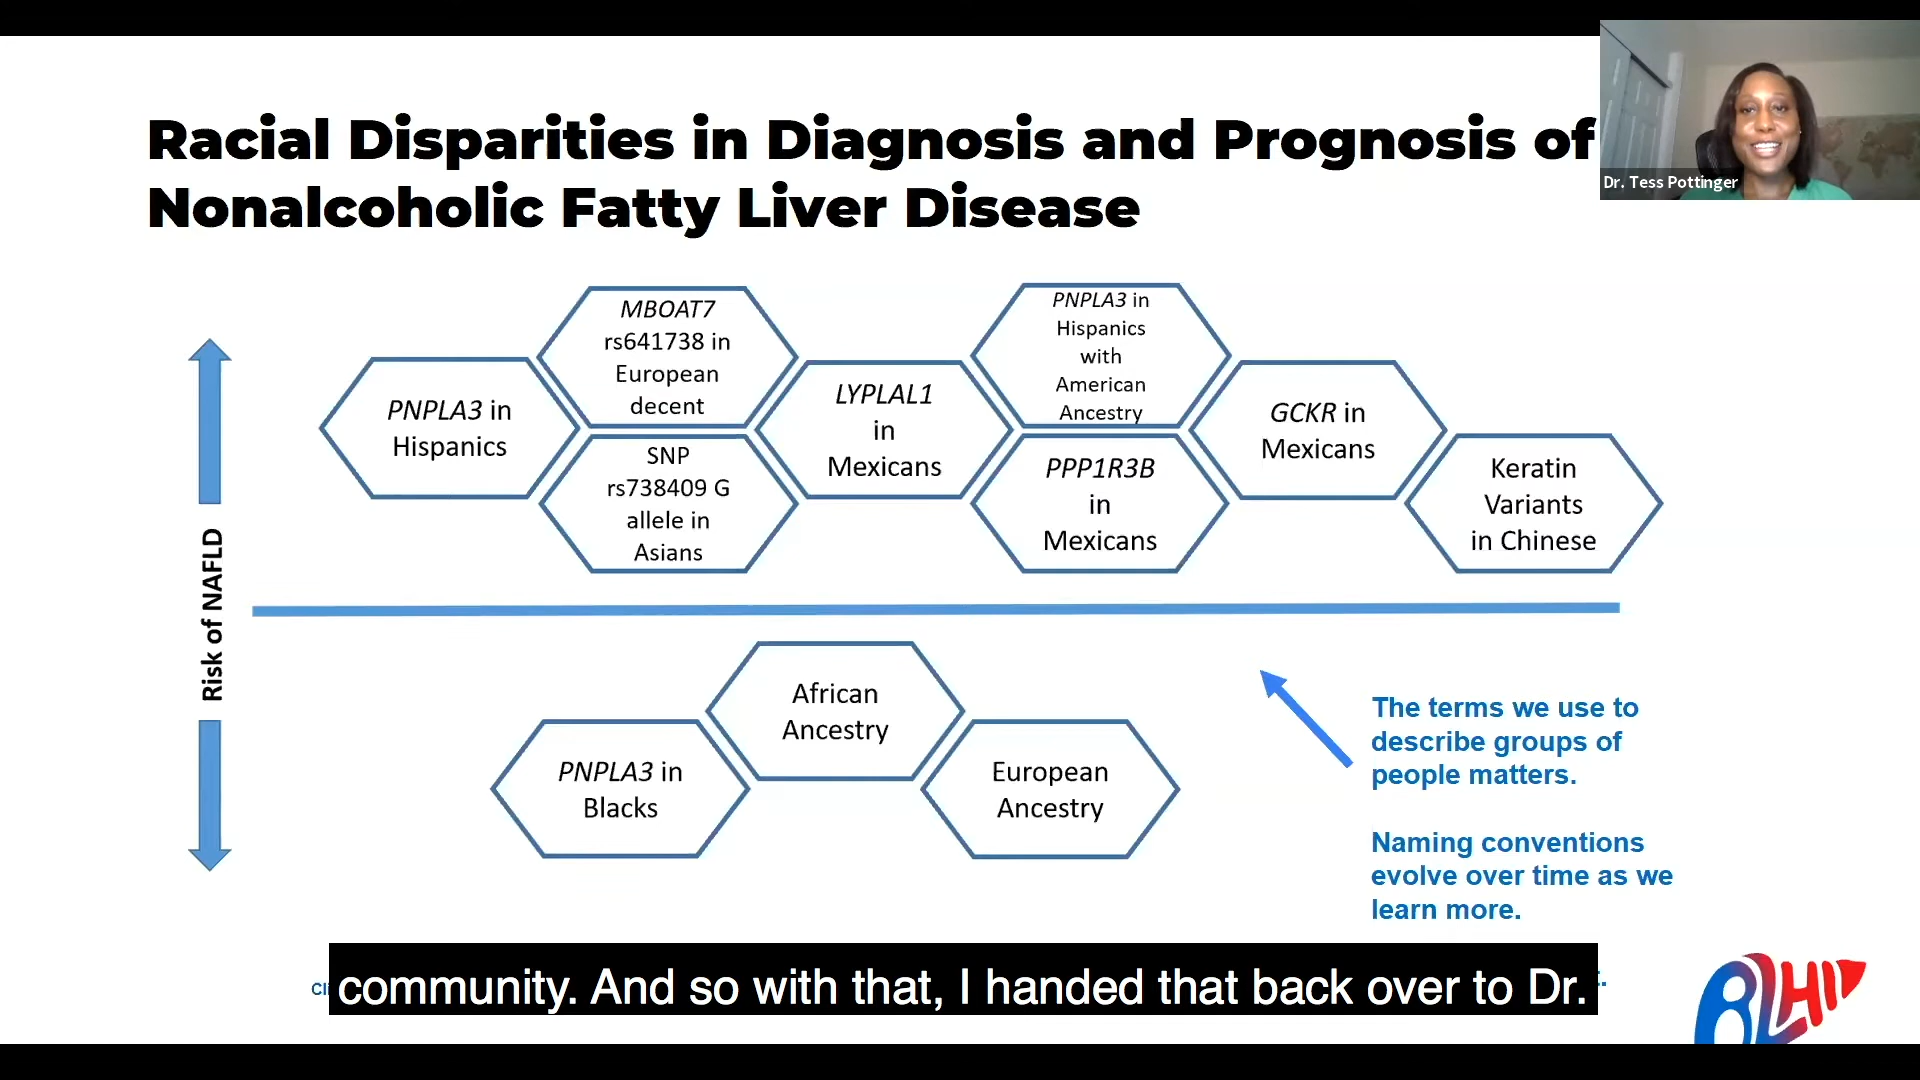 Racial Disparities in Diagnosis and Prognosis of
Nonalcoholic Fatty Liver Disease
Dr. Tess Pottinger
Risk of NAFLD
PNPLA3 in
Hispanics
MBOAT7
rs641738 in
European
decent
SNP
rs738409 G
allele in
Asians
LYPLAL1
in
Mexicans
PNPLA3 in
Hispanics
with
American
Ancestry
PPP1R3B
in
Mexicans
GCKR in
Mexicans
Keratin
Variants
in Chinese
PNPLA3 in
Blacks
African
Ancestry
European
Ancestry
The terms we use to
describe groups of
people matters.
Naming conventions
evolve over time as we
learn more.
community. And so with that, I handed that back over to Dr.
BLHI